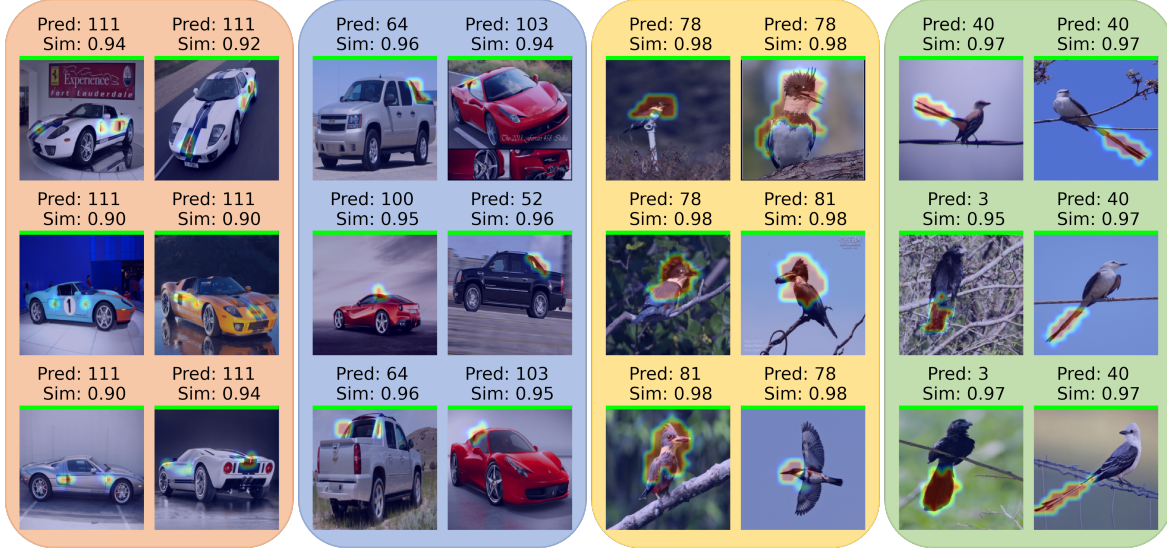 Pred: 111 Pred: 111
Sim: 0.94 Sim: 0.92
Experience
Fort Lauderdale
Pred: 111 Pred: 111
Sim: 0.90 Sim: 0.90
1
Pred: 111 Pred: 111
Sim: 0.90 Sim: 0.94
Pred: 64 Pred: 103
Sim: 0.96 Sim: 0.94
Pred: 100 Pred: 52
Sim: 0.95 Sim: 0.96
Pred: 64 Pred: 103
Sim: 0.96 Sim: 0.95
Pred: 78 Pred: 78
Sim: 0.98 Sim: 0.98
Pred: 78 Pred: 81
Sim: 0.98 Sim: 0.98
Pred: 81 Pred: 78
Sim: 0.98 Sim: 0.98
Pred: 40 Pred: 40
Sim: 0.97 Sim: 0.97
Pred: 3 Pred: 40
Sim: 0.95 Sim: 0.97
Pred: 3 Pred: 40
Sim: 0.97 Sim: 0.97